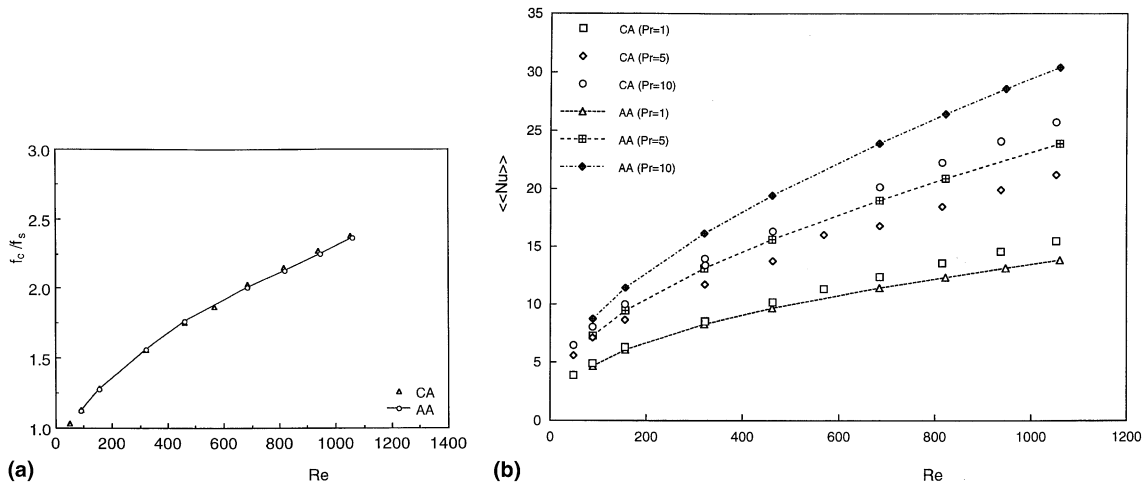 3.0
2.5
2.0
1.5
1.0
f_c/f_s
0 200 400 600 800 1000 1200 1400
Re
CA
AA
(a)
35
30
25
20
15
10
5
0
<<Nu>>
CA (Pr=1)
CA (Pr=5)
CA (Pr=10)
AA (Pr=1)
AA (Pr=5)
AA (Pr=10)
0 200 400 600 800 1000 1200
Re
(b)